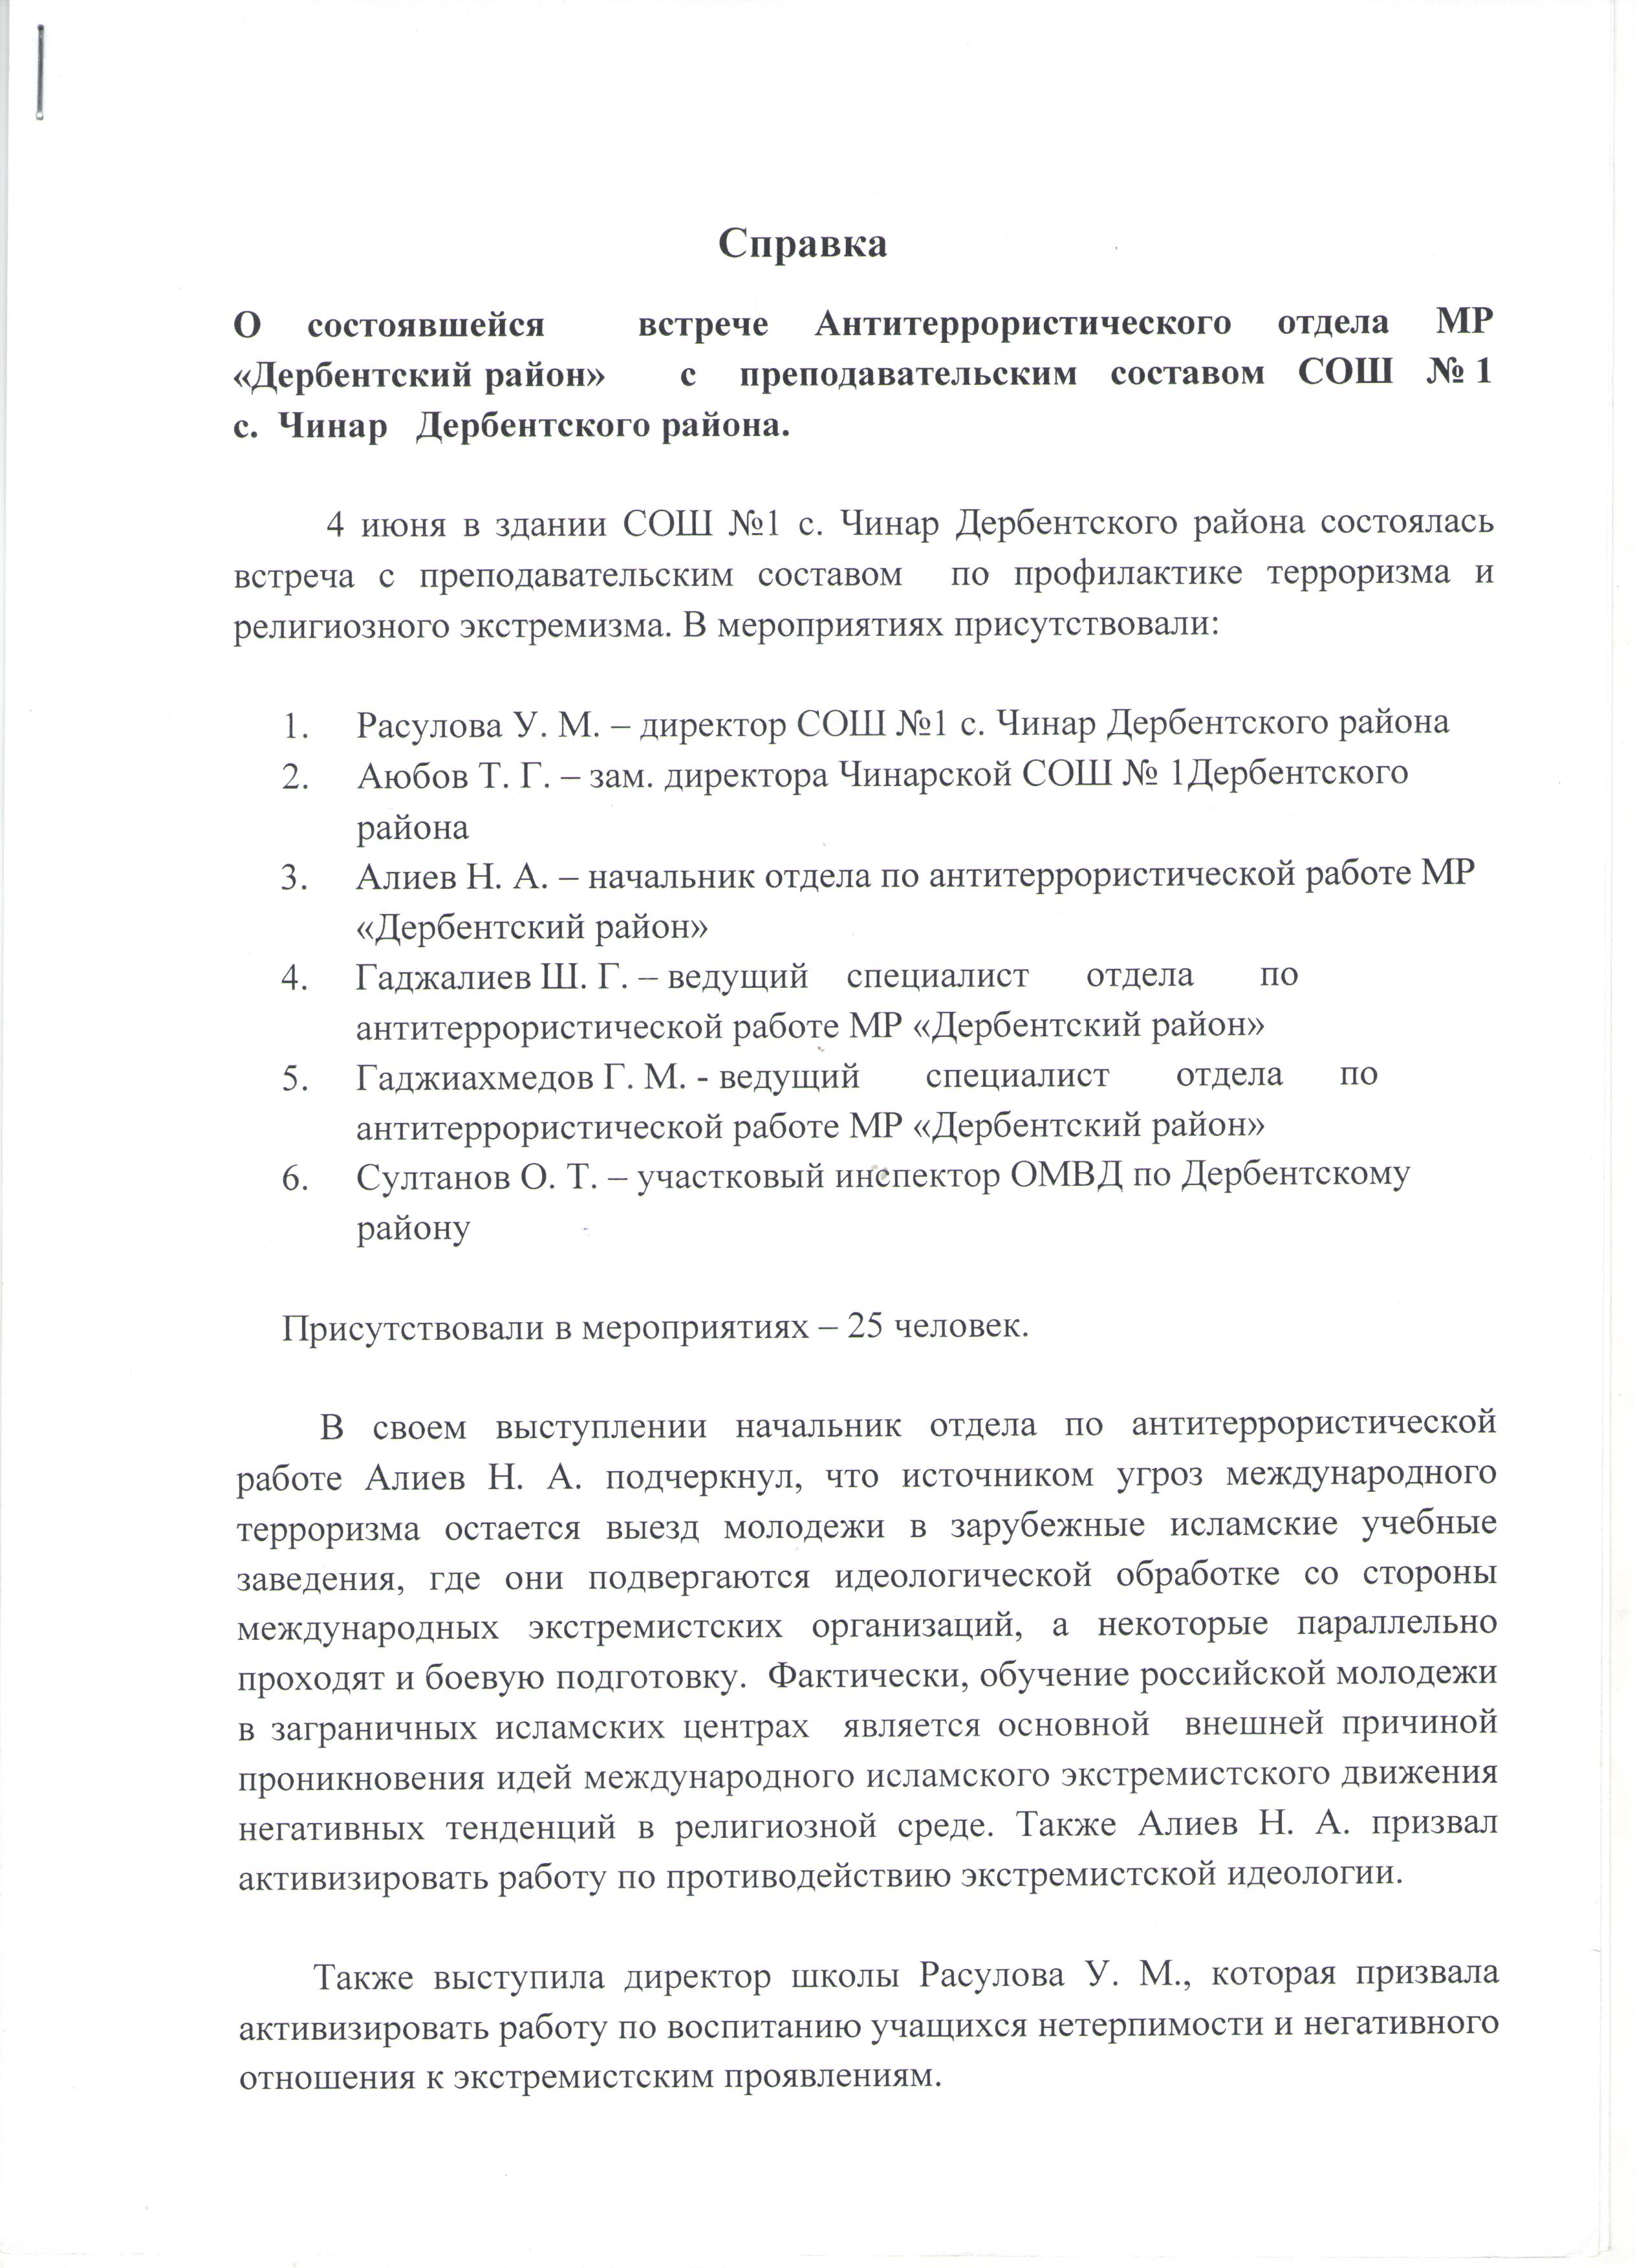 Справка
О состоявшейся встрече Антитеррористического отдела МР
«Дербентский район» с преподавательским составом СОШ № 1
с. Чинар Дербентского района.
4 июня в здании СОШ №1 с. Чинар Дербентского района состоялась
встреча с преподавательским составом по профилактике терроризма и
религиозного экстремизма. В мероприятиях присутствовали:
1. Расулова У. М. – директор СОШ №1 с. Чинар Дербентского района
2. Аюбов Т. Г. – зам. директора Чинарской СОШ № 1Дербентского
района
3. Алиев Н. А. – начальник отдела по антитеррористической работе МР
«Дербентский район»
4. Гаджалиев Ш. Г. – ведущий специалист отдела по
антитеррористической работе МР «Дербентский район»
5. Гаджиахмедов Г. М. - ведущий специалист отдела по
антитеррористической работе МР «Дербентский район»
6. Султанов О. Т. – участковый инспектор ОМВД по Дербентскому
району
Присутствовали в мероприятиях – 25 человек.
В своем выступлении начальник отдела по антитеррористической
работе Алиев Н. А. подчеркнул, что источником угроз международного
терроризма остается выезд молодежи в зарубежные исламские учебные
заведения, где они подвергаются идеологической обработке со стороны
международных экстремистских организаций, а некоторые параллельно
проходят и боевую подготовку. Фактически, обучение российской молодежи
в заграничных исламских центрах является основной внешней причиной
проникновения идей международного исламского экстремистского движения
негативных тенденций в религиозной среде. Также Алиев Н. А. призвал
активизировать работу по противодействию экстремистской идеологии.
Также выступила директор школы Расулова У. М., которая призвала
активизировать работу по воспитанию учащихся нетерпимости и негативного
отношения к экстремистским проявлениям.